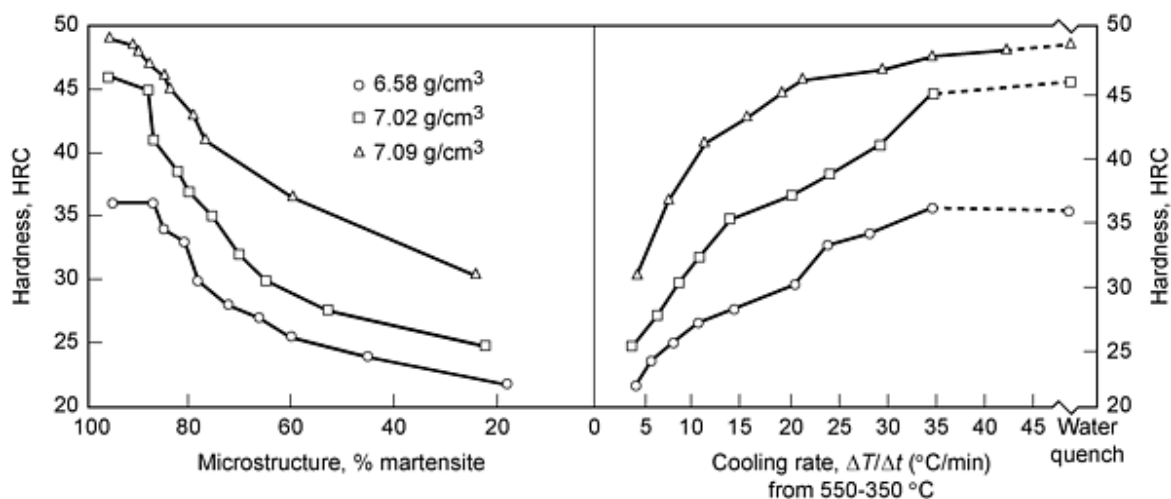 50
45
40
35
30
25
20
Hardness, HRC
100
80
60
40
20
0
Microstructure, % martensite
6.58 g/cm³
7.02 g/cm³
7.09 g/cm³
5
10
15
20
25
30
35
40
45
Water
quench
Cooling rate, ΔT/Δt (°C/min)
from 550-350 °C
50
45
40
35
30
25
20
Hardness, HRC